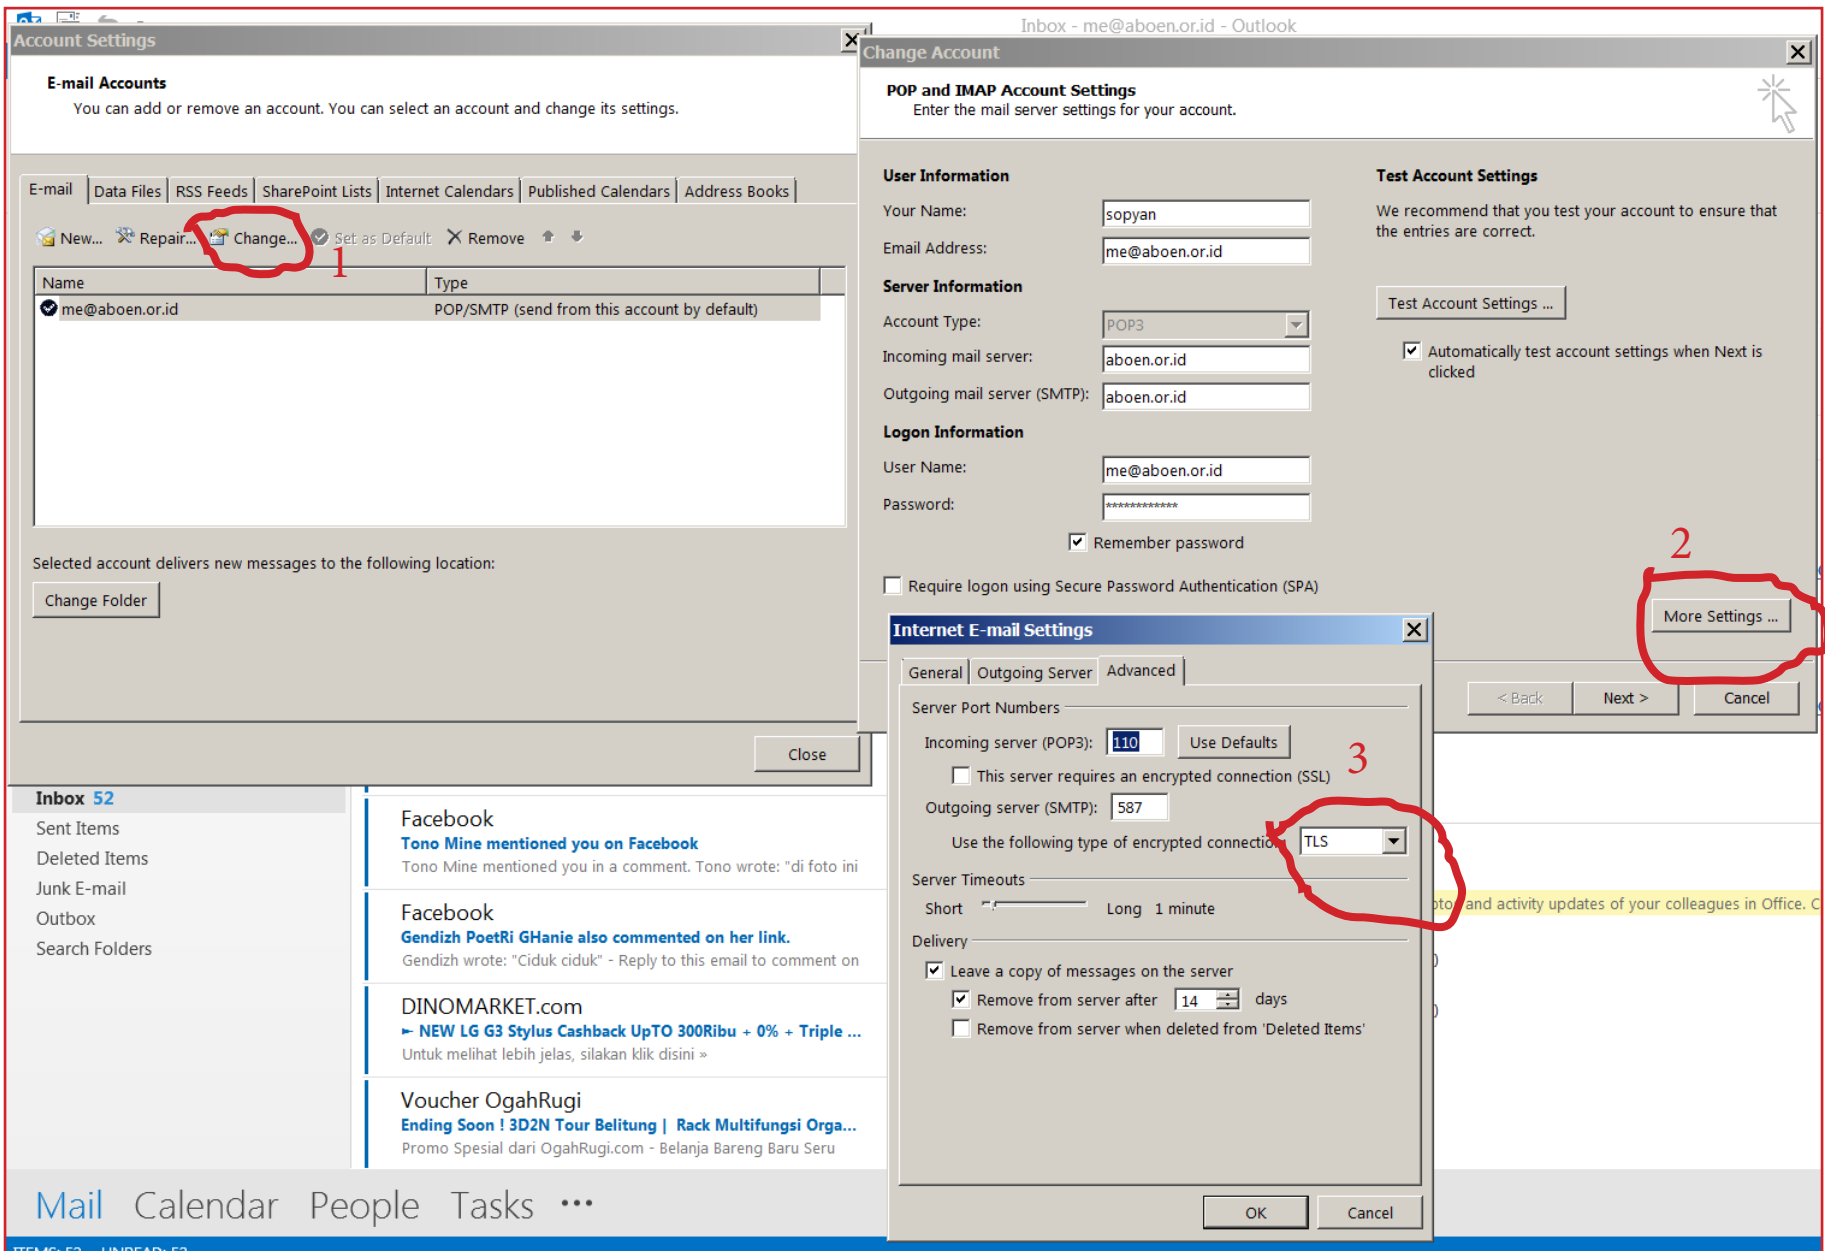 Inbox - me@aboen.or.id - Outlook
Account Settings
E-mail Accounts
You can add or remove an account. You can select an account and change its settings.
E-mail Data Files RSS Feeds SharePoint Lists Internet Calendars Published Calendars Address Books
New... Repair... Change... Set as Default Remove
1
Name Type
me@aboen.or.id POP/SMTP (send from this account by default)
Selected account delivers new messages to the following location:
Change Folder
Close
Change Account
POP and IMAP Account Settings
Enter the mail server settings for your account.
User Information
Your Name: sopyan
Email Address: me@aboen.or.id
Server Information
Account Type: POP3
Incoming mail server: aboen.or.id
Outgoing mail server (SMTP): aboen.or.id
Logon Information
User Name: me@aboen.or.id
Password: ************
Remember password
Require logon using Secure Password Authentication (SPA)
Test Account Settings
We recommend that you test your account to ensure that
the entries are correct.
Test Account Settings ...
Automatically test account settings when Next is
clicked
2
More Settings ...
< Back Next > Cancel
Internet E-mail Settings
General Outgoing Server Advanced
Server Port Numbers
Incoming server (POP3): 110 Use Defaults
3
This server requires an encrypted connection (SSL)
Outgoing server (SMTP): 587
Use the following type of encrypted connection: TLS
Server Timeouts
Short Long 1 minute
Delivery
Leave a copy of messages on the server
Remove from server after 14 days
Remove from server when deleted from 'Deleted Items'
OK Cancel
Inbox 52
Sent Items
Deleted Items
Junk E-mail
Outbox
Search Folders
Facebook
Tono Mine mentioned you on Facebook
Tono Mine mentioned you in a comment. Tono wrote: "di foto ini
Facebook
Gendizh PoetRi GHanie also commented on her link.
Gendizh wrote: "Ciduk ciduk" - Reply to this email to comment on
DINOMARKET.com
► NEW LG G3 Stylus Cashback UpTO 300Ribu + 0% + Triple ...
Untuk melihat lebih jelas, silakan klik disini »
Voucher OgahRugi
Ending Soon ! 3D2N Tour Belitung | Rack Multifungsi Orga...
Promo Spesial dari OgahRugi.com - Belanja Bareng Baru Seru
and activity updates of your colleagues in Office. C
Mail Calendar People Tasks •••
ITEMS: 52 UNREAD: 52